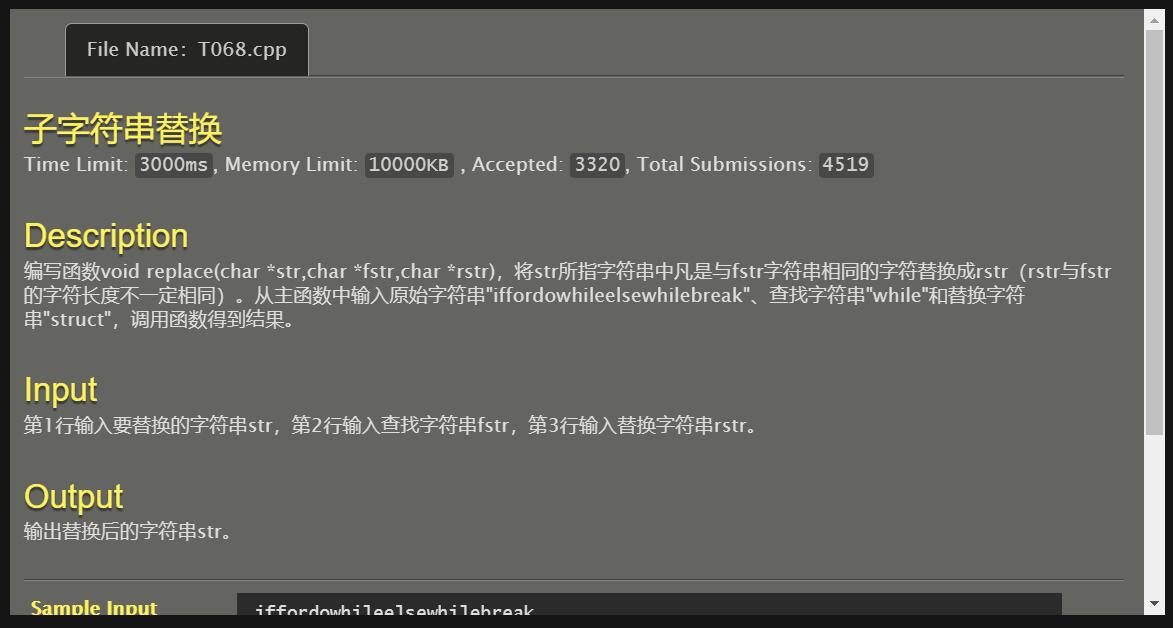 File Name: T068.cpp
子字符串替换
Time Limit: 3000ms, Memory Limit: 10000KB , Accepted: 3320, Total Submissions: 4519
Description
编写函数void replace(char *str,char *fstr,char *rstr)，将str所指字符串中凡是与fstr字符串相同的字符替换成rstr（rstr与fstr
的字符长度不一定相同）。从主函数中输入原始字符串"iffordowhileelsewhilebreak"、查找字符串"while"和替换字符
串"struct"，调用函数得到结果。
Input
第1行输入要替换的字符串str，第2行输入查找字符串fstr，第3行输入替换字符串rstr。
Output
输出替换后的字符串str。
Sample Input
iffordowhileelsewhilebreak